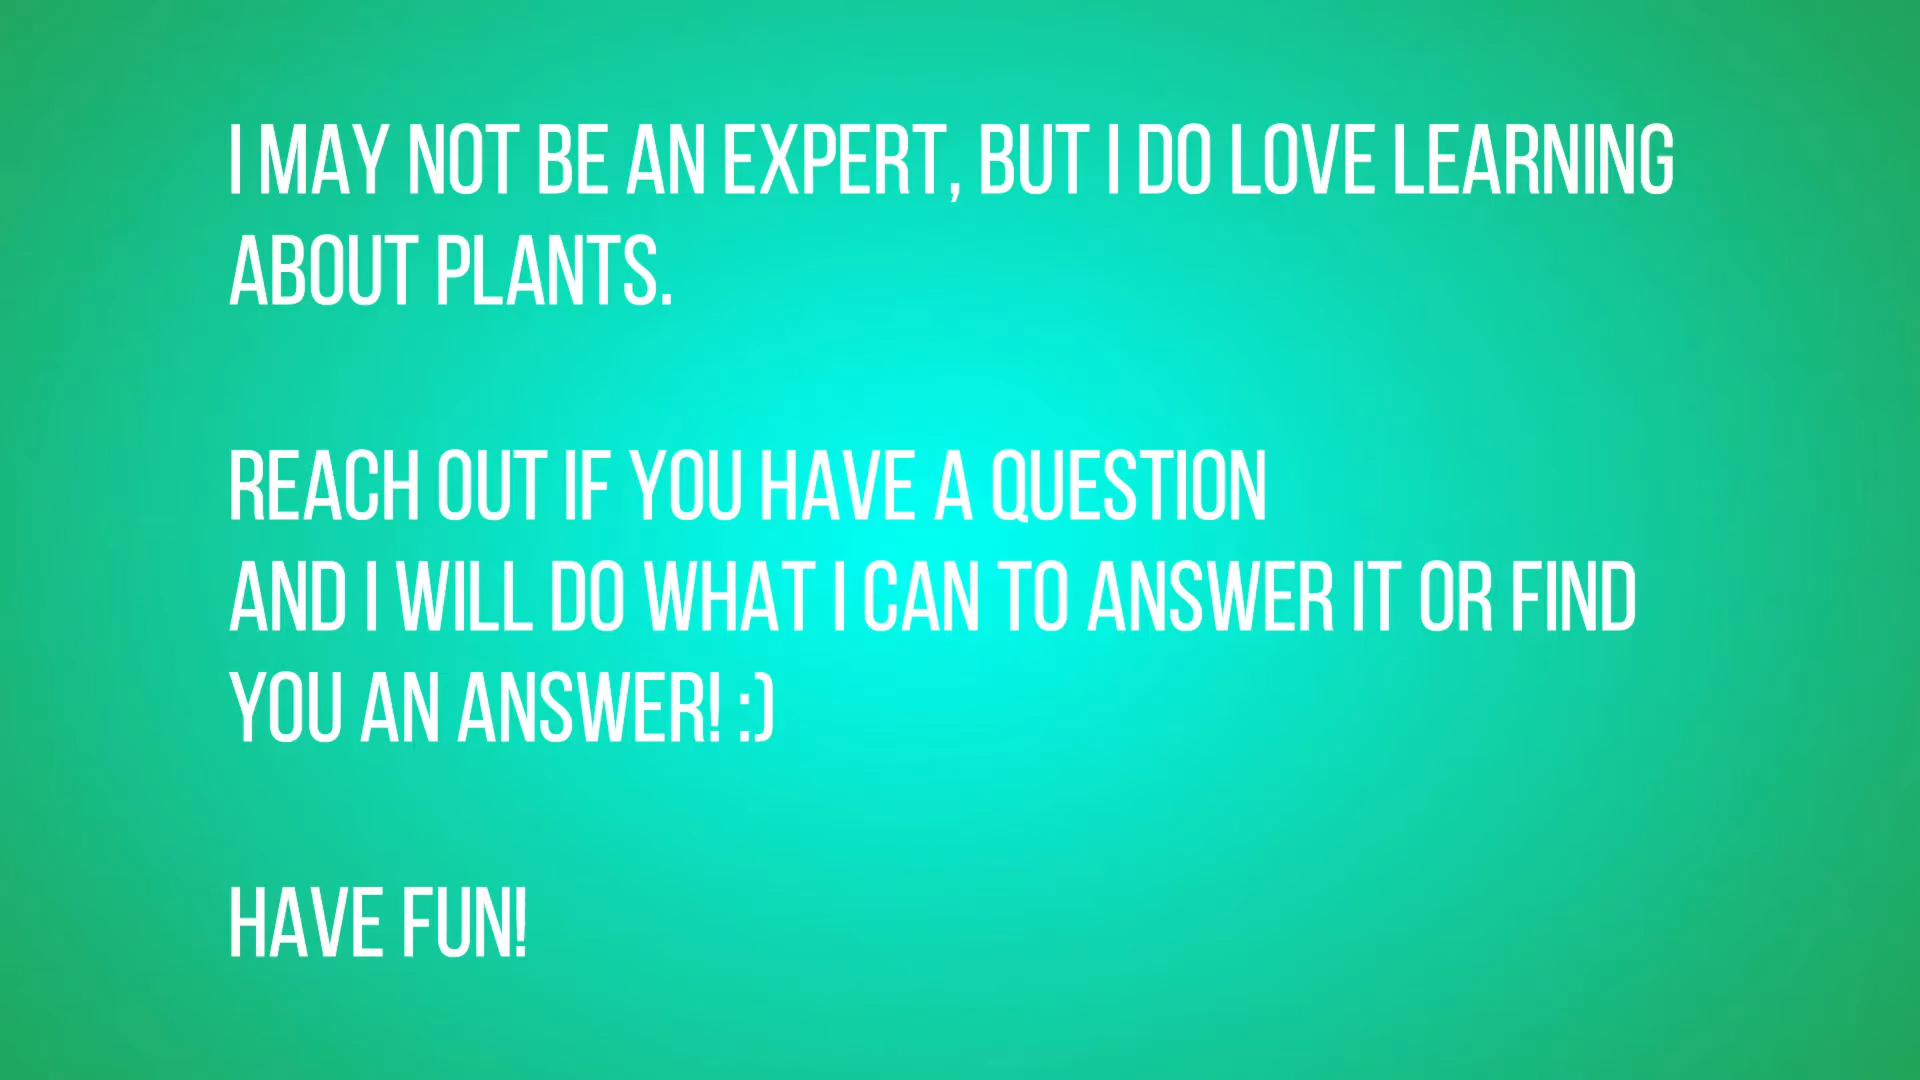 I MAY NOT BE AN EXPERT, BUT I DO LOVE LEARNING
ABOUT PLANTS.
REACH OUT IF YOU HAVE A QUESTION
AND I WILL DO WHAT I CAN TO ANSWER IT OR FIND
YOU AN ANSWER! :)
HAVE FUN!